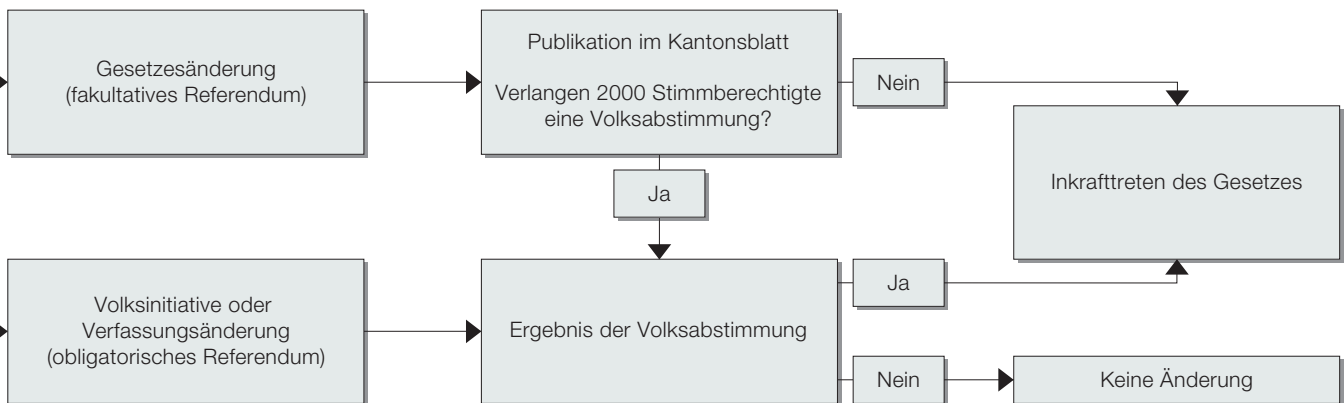 Gesetzesänderung
(fakultatives Referendum)
Publikation im Kantonsblatt
Verlangen 2000 Stimmberechtigte
eine Volksabstimmung?
Nein
Inkrafttreten des Gesetzes
Ja
Volksinitiative oder
Verfassungsänderung
(obligatorisches Referendum)
Ergebnis der Volksabstimmung
Ja
Nein
Keine Änderung